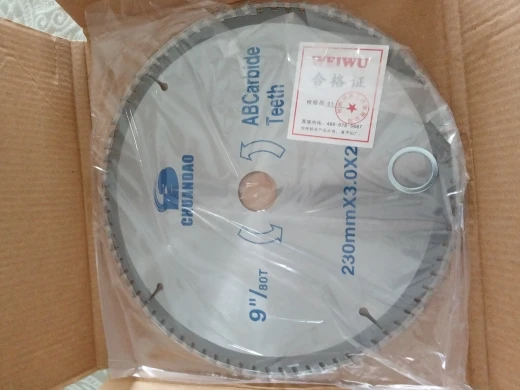 CHUANDAO
ABCarbide
Teeth
9"/80T
230mmX3.0X2
WEIWU
合格证